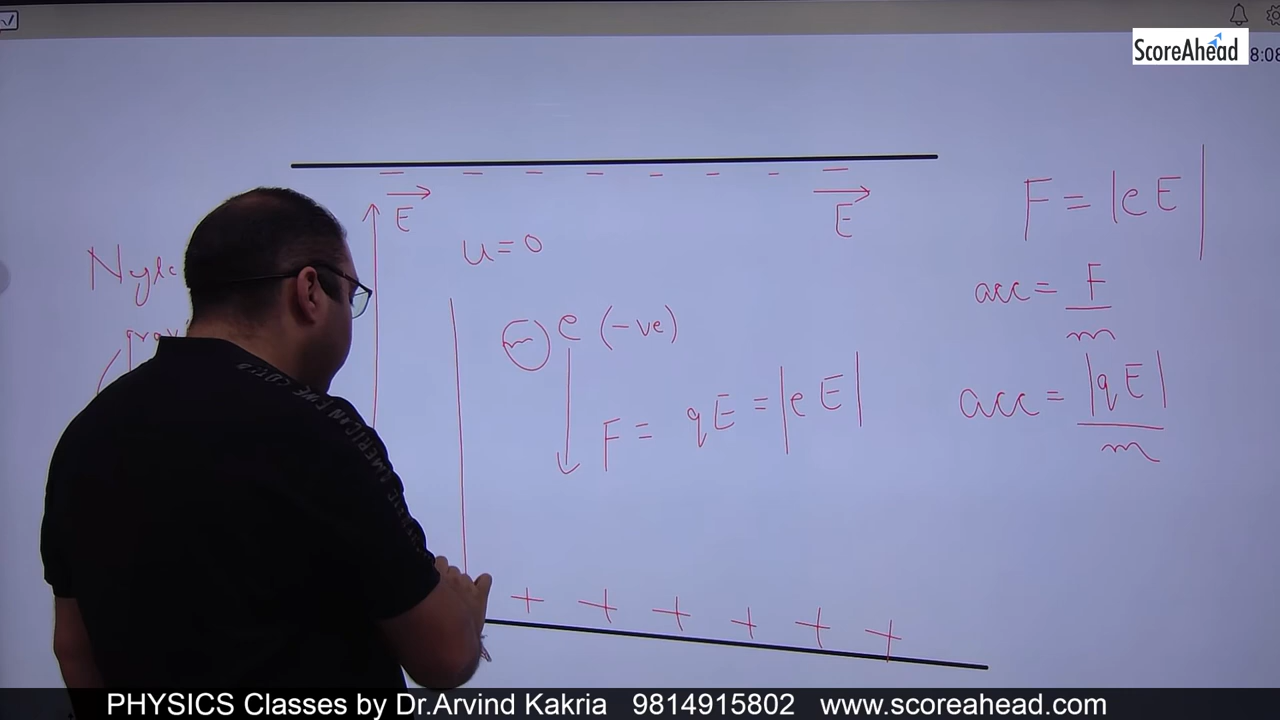 ScoreAhead
8:08
- - - - - - - -
E
E
u=0
F = |eE|
acc = F/m
m e (-ve)
F = qE = |eE|
acc = |qE|/m
+ + + + + +
PHYSICS Classes by Dr.Arvind Kakria 9814915802 www.scoreahead.com